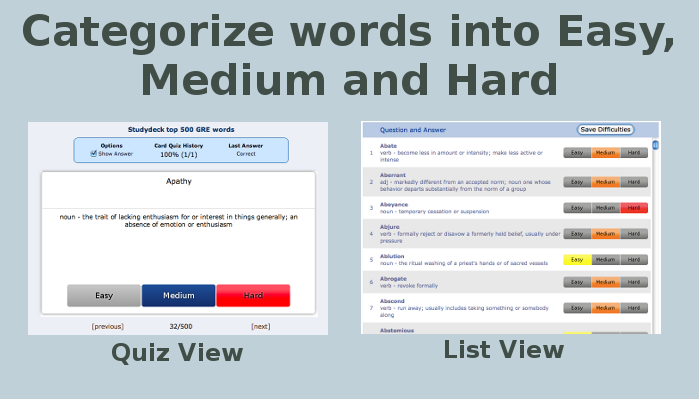 Categorize words into Easy,
Medium and Hard
Studydeck top 500 GRE words
Options
Show Answer
Card Quiz History
100% (1/1)
Last Answer
Correct
Apathy
noun - the trait of lacking enthusiasm for or interest in things generally; an
absence of emotion or enthusiasm
Easy Medium Hard
[previous] 32/500 [next]
Quiz View
Question and Answer Save Difficulties
Abate
1 verb - become less in amount or intensity; make less active or
intense
Easy Medium Hard
Aberrant
2 adj - markedly different from an accepted norm; noun one whose
behavior departs substantially from the norm of a group
Easy Medium Hard
Abeyance
3 noun - temporary cessation or suspension
Easy Medium Hard
Abjure
4 verb - formally reject or disavow a formerly held belief, usually under
pressure
Easy Medium Hard
Ablution
5 noun - the ritual washing of a priest's hands or of sacred vessels
Easy Medium Hard
Abrogate
6 verb - revoke formally
Easy Medium Hard
Abscond
7 verb - run away; usually includes taking something or somebody
along
Easy Medium Hard
Abstemious
List View